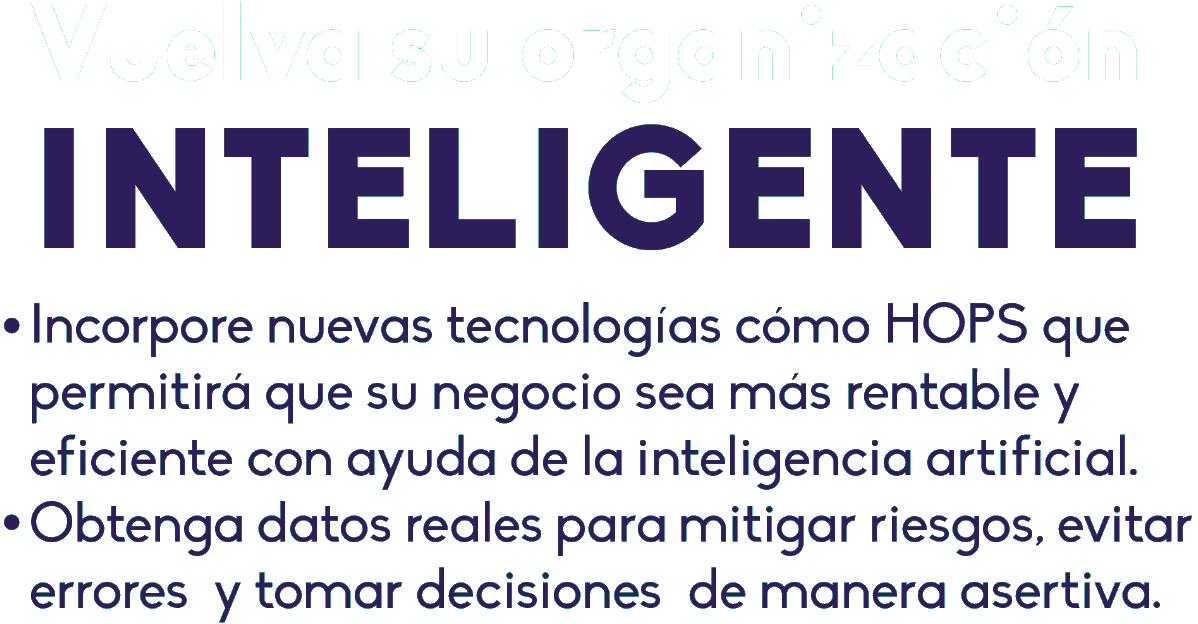 Vuelva su organización
INTELIGENTE
• Incorpore nuevas tecnologías cómo HOPS que
permitirá que su negocio sea más rentable y
eficiente con ayuda de la inteligencia artificial.
• Obtenga datos reales para mitigar riesgos, evitar
errores  y tomar decisiones  de manera asertiva.